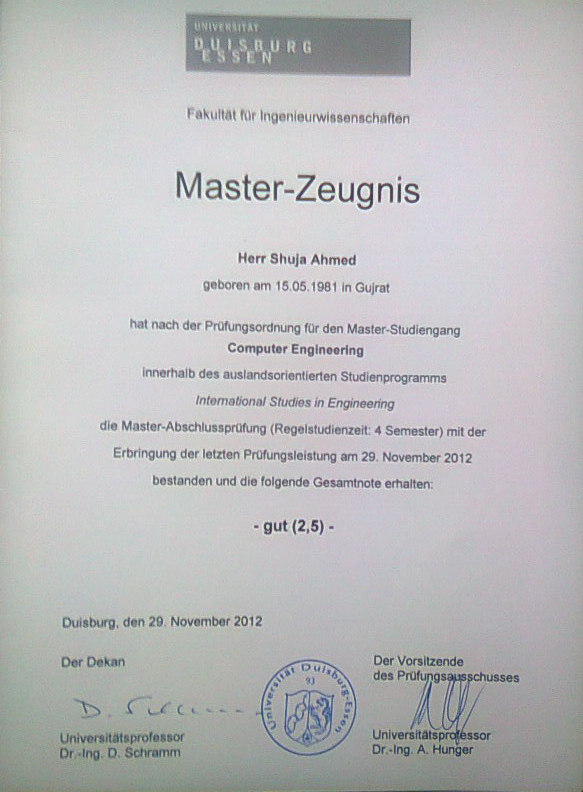 UNIVERSITÄT
DUISBURG
ESSEN
Fakultät für Ingenieurwissenschaften
Master-Zeugnis
Herr Shuja Ahmed
geboren am 15.05.1981 in Gujrat
hat nach der Prüfungsordnung für den Master-Studiengang
Computer Engineering
innerhalb des auslandsorientierten Studienprogramms
International Studies in Engineering
die Master-Abschlussprüfung (Regelstudienzeit: 4 Semester) mit der
Erbringung der letzten Prüfungsleistung am 29. November 2012
bestanden und die folgende Gesamtnote erhalten:
- gut (2,5) -
Duisburg, den 29. November 2012
Der Dekan
Universitätsprofessor
Dr.-Ing. D. Schramm
Universität Duisburg-Essen
93
Der Vorsitzende
des Prüfungsausschusses
Universitätsprofessor
Dr.-Ing. A. Hunger